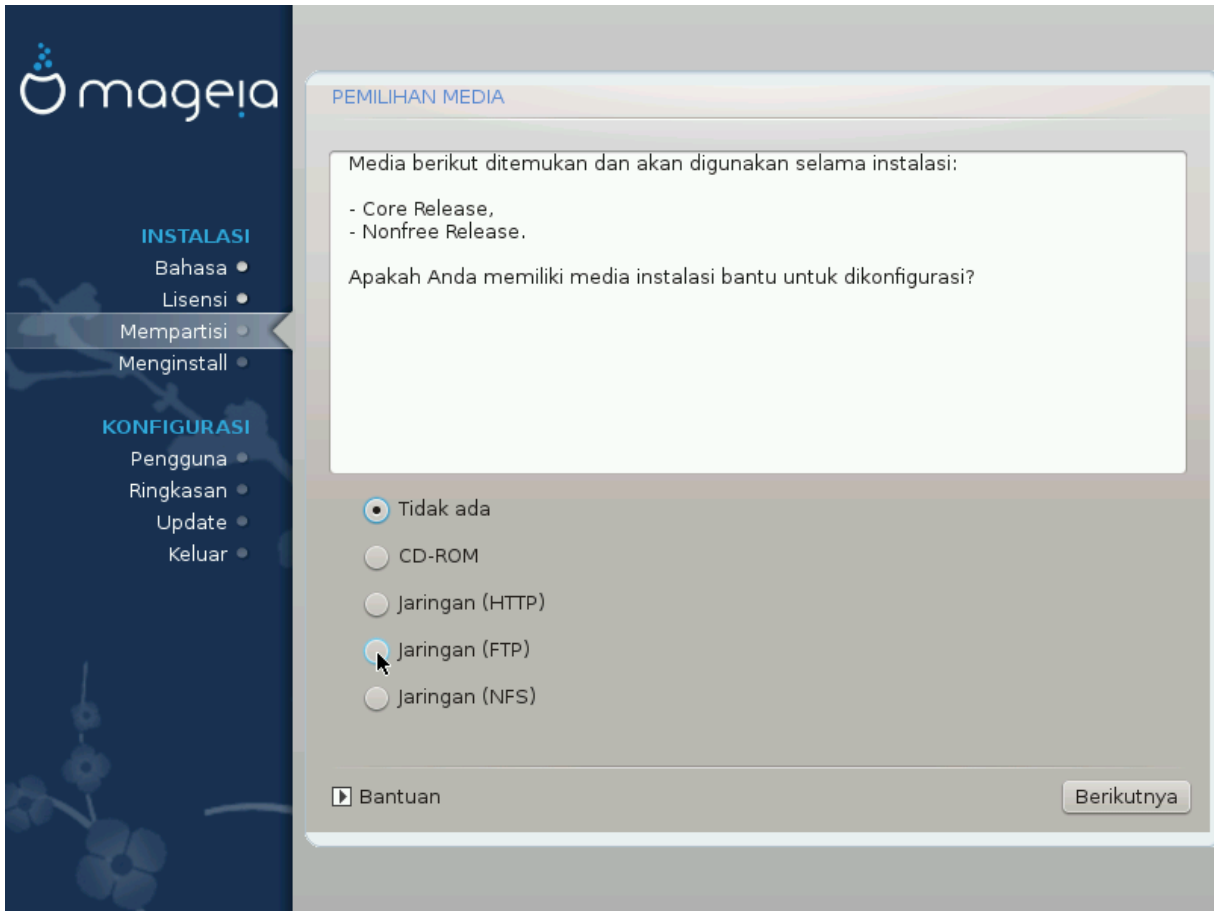 mageia
INSTALASI
Bahasa
Lisensi
Mempartisi
Menginstall
KONFIGURASI
Pengguna
Ringkasan
Update
Keluar
PEMILIHAN MEDIA
Media berikut ditemukan dan akan digunakan selama instalasi:
- Core Release,
- Nonfree Release.
Apakah Anda memiliki media instalasi bantu untuk dikonfigurasi?
Tidak ada
CD-ROM
Jaringan (HTTP)
Jaringan (FTP)
Jaringan (NFS)
Bantuan
Berikutnya